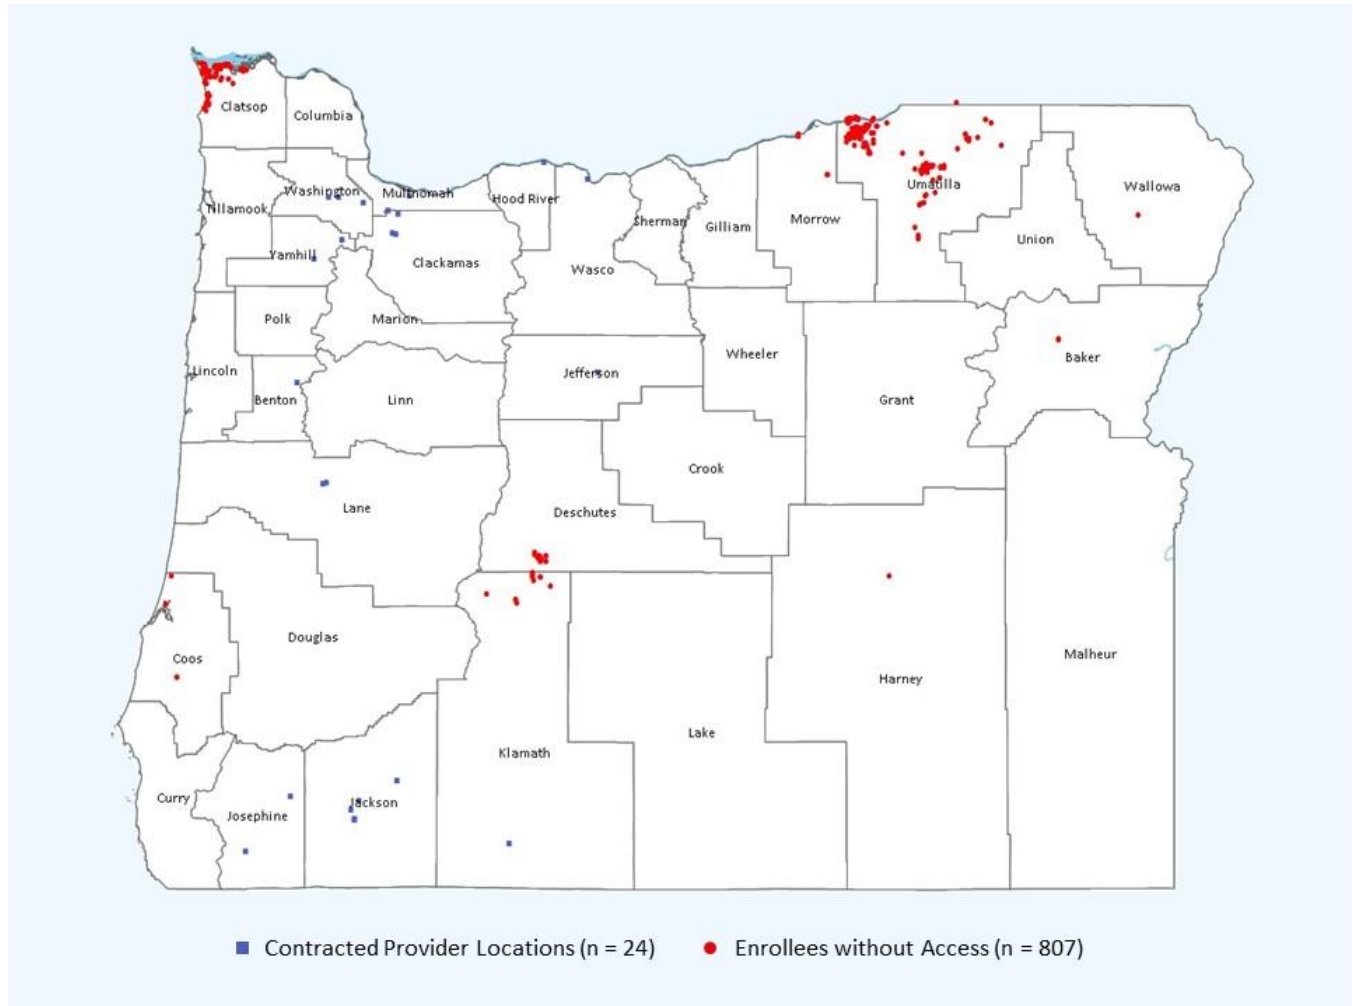 Clatsop
Columbia
Washington
Multnomah
Hood River
Tillamook
Umatilla
Wallowa
Sherman
Gilliam
Morrow
Union
Yamhill
Clackamas
Wasco
Polk
Marion
Wheeler
Baker
Lincoln
Jefferson
Benton
Linn
Grant
Crook
Lane
Deschutes
Douglas
Coos
Malheur
Harney
Lake
Klamath
Curry
Jackson
Josephine
Contracted Provider Locations (n = 24)
Enrollees without Access (n = 807)